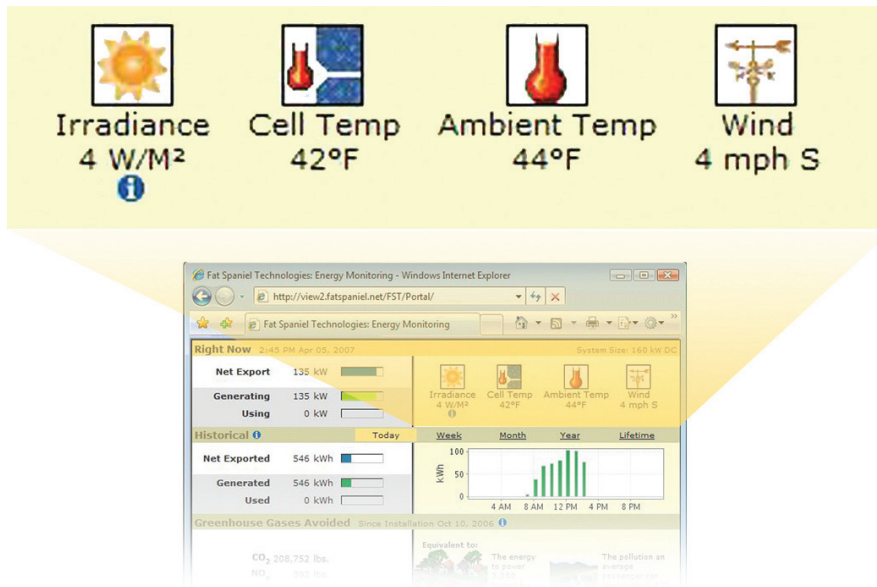 Irradiance Cell Temp Ambient Temp Wind
4 W/M² 42°F 44°F 4 mph S
Fat Spaniel Technologies: Energy Monitoring - Windows Internet Explorer
http://view2.fatspaniel.net/FST/Portal/
Fat Spaniel Technologies: Energy Monitoring
Right Now 2:45 PM Apr 05, 2007 System Size: 160 kW DC
Net Export 135 kW
Generating 135 kW
Using 0 kW
Irradiance Cell Temp Ambient Temp Wind
4 W/M² 42°F 44°F 4 mph S
Historical Today Week Month Year Lifetime
Net Exported 546 kWh
Generated 546 kWh
Used 0 kWh
kWh
100
50
0
4 AM 8 AM 12 PM 4 PM 8 PM
Greenhouse Gases Avoided Since Installation Oct 10, 2006
CO₂ 208,752 lbs.
Equivalent to:
The energy
to power
The pollution an
average